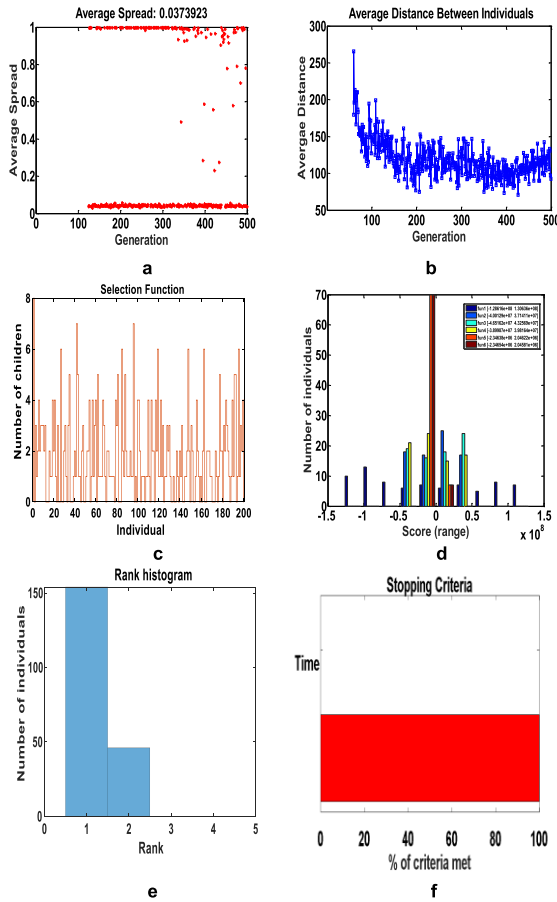 Average Spread: 0.0373923
1
0.8
0.6
0.4
0.2
0
0 100 200 300 400 500
Average Spread
Generation
a
Average Distance Between Individuals
300
250
200
150
100
50
100 200 300 400 500
Avergae Distance
Generation
b
Selection Function
8
6
4
2
0
0 20 40 60 80 100 120 140 160 180 200
Number of children
Individual
c
70
60
50
40
30
20
10
0
-1.5 -1 -0.5 0 0.5 1 1.5
x 10^8
Number of individuals
Score (range)
d
Rank histogram
150
100
50
0
0 1 2 3 4 5
Number of individuals
Rank
e
Stopping Criteria
Time
0 20 40 60 80 100
% of criteria met
f